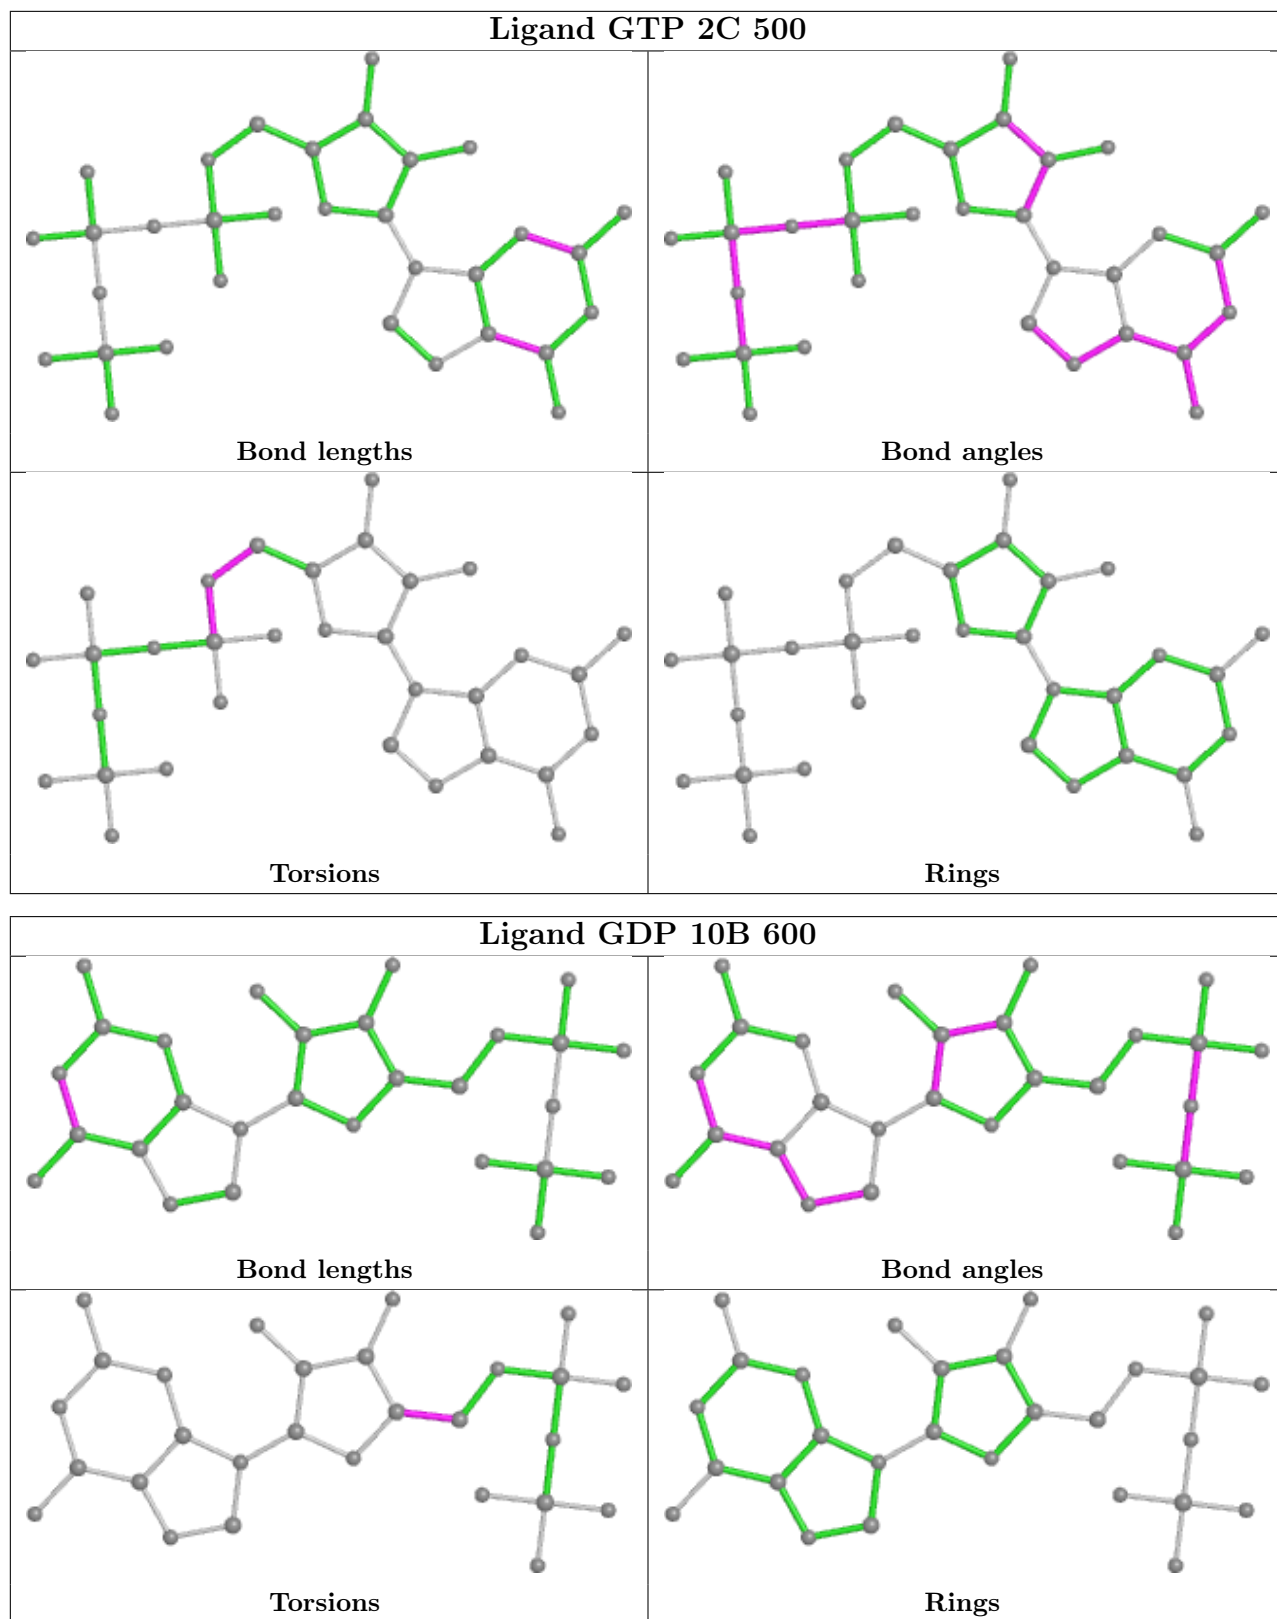 Ligand GTP 2C 500
Bond lengths
Bond angles
Torsions
Rings
Ligand GDP 10B 600
Bond lengths
Bond angles
Torsions
Rings